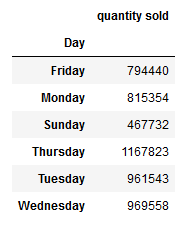 quantity sold
Day
Friday 794440
Monday 815354
Sunday 467732
Thursday 1167823
Tuesday 961543
Wednesday 969558